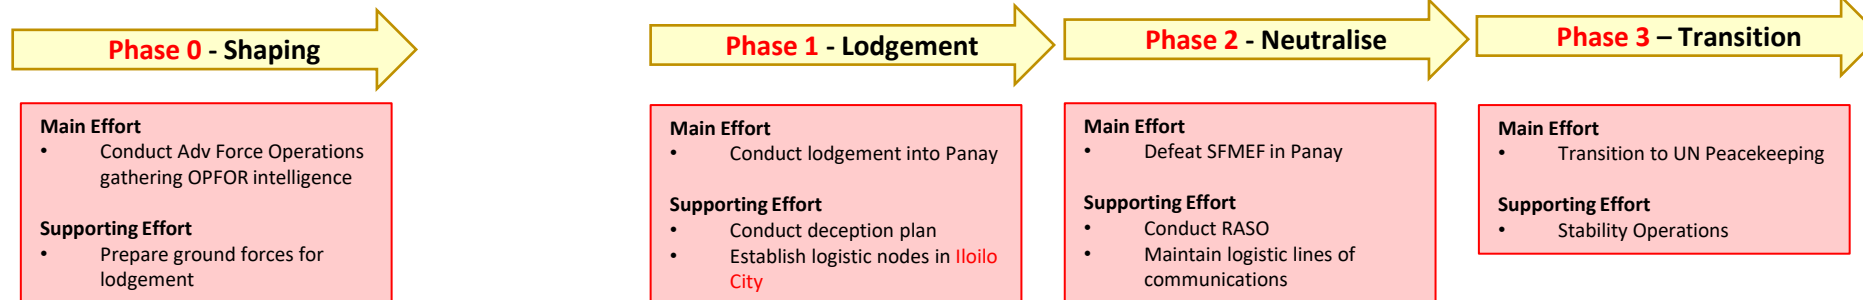 Phase 0 - Shaping
Main Effort
• Conduct Adv Force Operations
gathering OPFOR intelligence
Supporting Effort
• Prepare ground forces for
lodgement
Phase 1 - Lodgement
Main Effort
• Conduct lodgement into Panay
Supporting Effort
• Conduct deception plan
• Establish logistic nodes in Iloilo
City
Phase 2 - Neutralise
Main Effort
• Defeat SFMEF in Panay
Supporting Effort
• Conduct RASO
• Maintain logistic lines of
communications
Phase 3 – Transition
Main Effort
• Transition to UN Peacekeeping
Supporting Effort
• Stability Operations